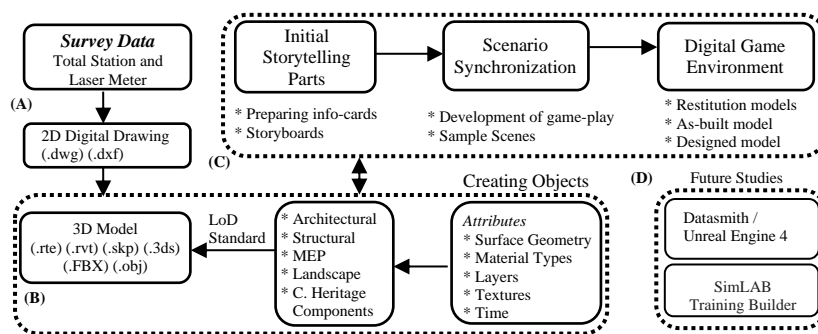 Survey Data
Total Station and
Laser Meter
(A)
2D Digital Drawing
(.dwg) (.dxf)
Initial
Storytelling
Parts
Scenario
Synchronization
Digital Game
Environment
* Preparing info-cards
* Storyboards
* Development of game-play
* Sample Scenes
* Restitution models
* As-built model
* Designed model
(C)
Creating Objects
3D Model
(.rte) (.rvt) (.skp) (.3ds)
(.FBX) (.obj)
(B)
LoD
Standard
* Architectural
* Structural
* MEP
* Landscape
* C. Heritage
Components
Attributes
* Surface Geometry
* Material Types
* Layers
* Textures
* Time
(D)
Future Studies
Datasmith /
Unreal Engine 4
SimLAB
Training Builder